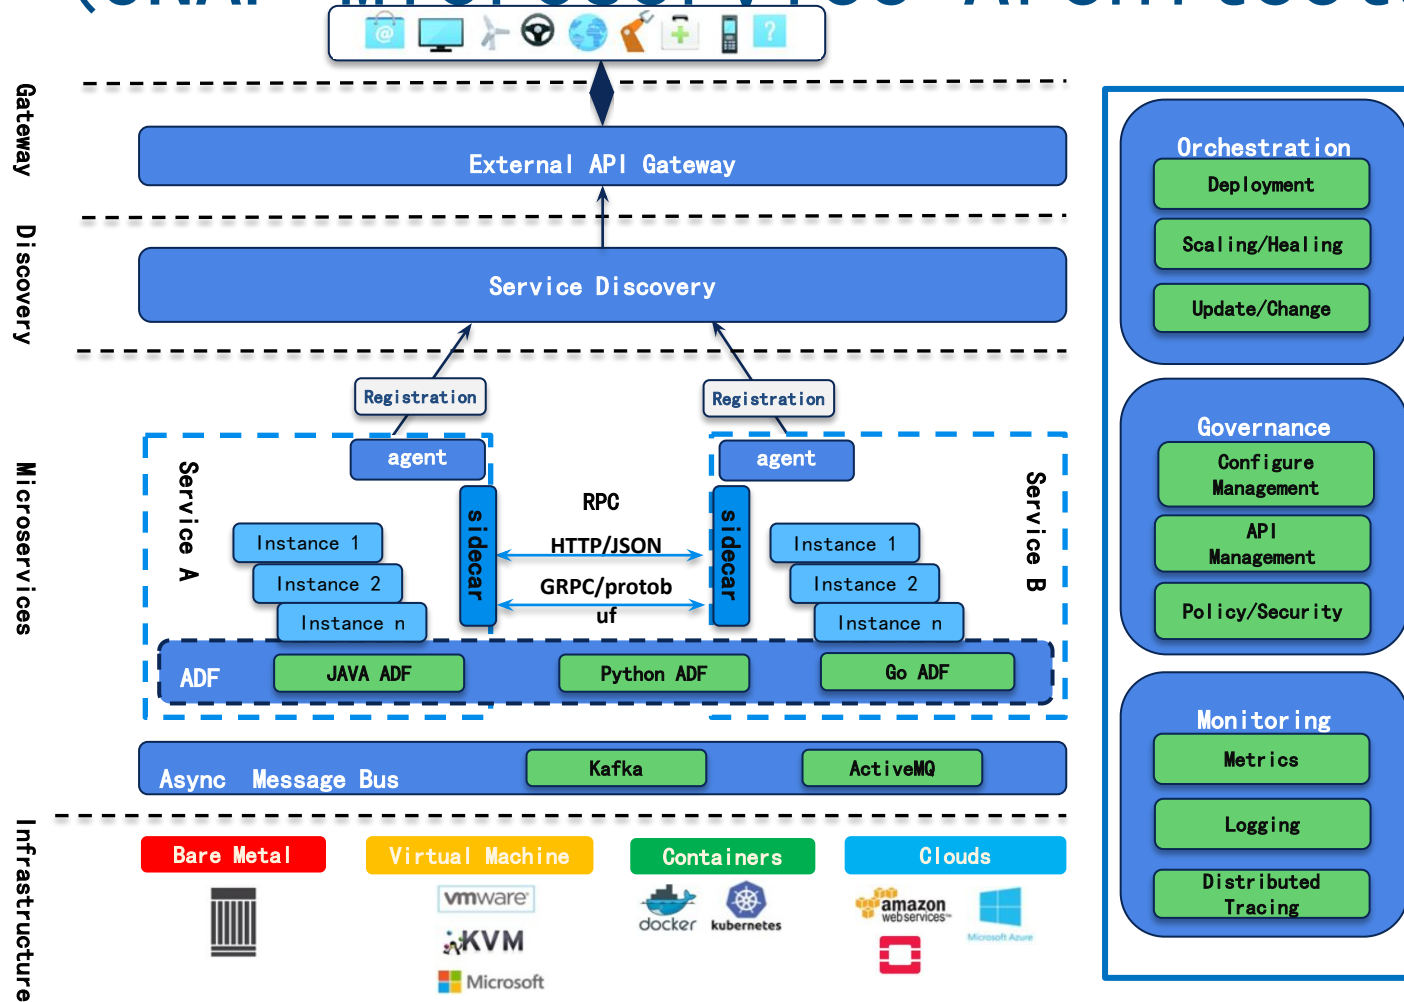 (ONAP Microservice Architect
@
?
Gateway
External API Gateway
Discovery
Service Discovery
Registration
Registration
Microservices
Service A
agent
sidecar
Instance 1
Instance 2
Instance n
RPC
HTTP/JSON
GRPC/protob
uf
agent
sidecar
Instance 1
Instance 2
Instance n
Service B
ADF
JAVA ADF
Python ADF
Go ADF
Async Message Bus
Kafka
ActiveMQ
Infrastructure
Bare Metal
Virtual Machine
Containers
Clouds
vmware
KVM
Microsoft
docker
kubernetes
amazon
webservices™
Microsoft Azure
Orchestration
Deployment
Scaling/Healing
Update/Change
Governance
Configure
Management
API
Management
Policy/Security
Monitoring
Metrics
Logging
Distributed
Tracing